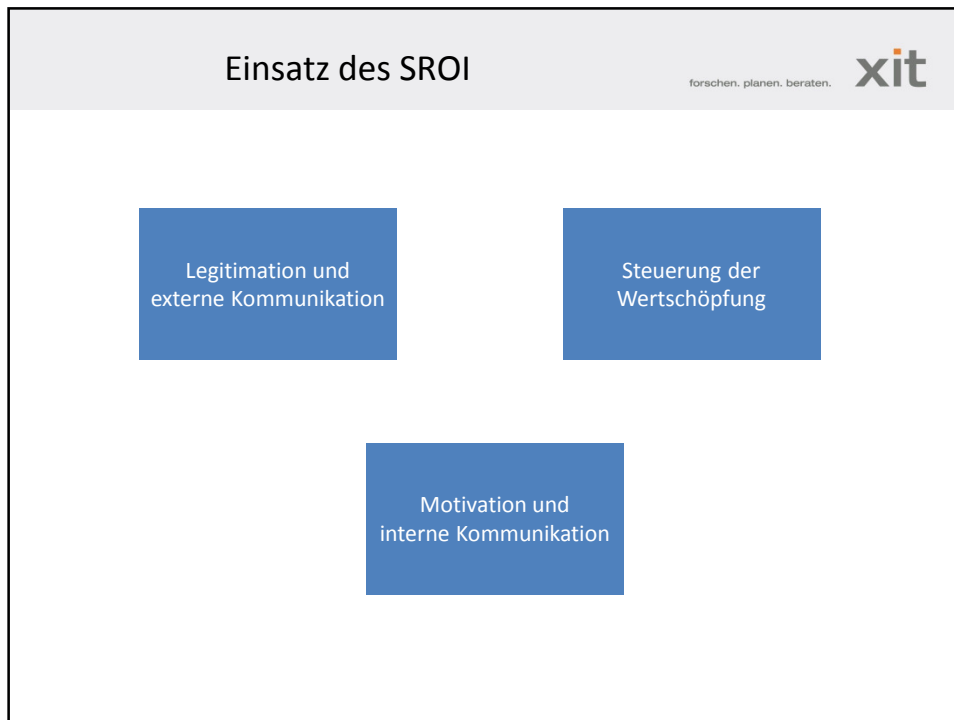 Einsatz des SROI
forschen. planen. beraten.
xit
Legitimation und
externe Kommunikation
Steuerung der
Wertschöpfung
Motivation und
interne Kommunikation